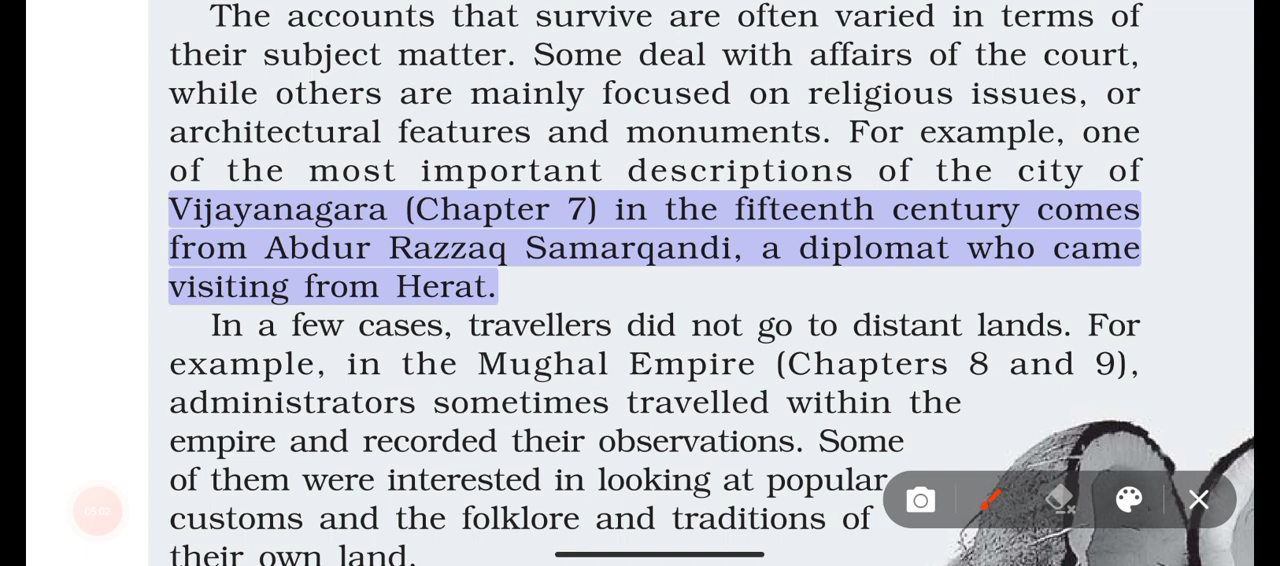 The accounts that survive are often varied in terms of
their subject matter. Some deal with affairs of the court,
while others are mainly focused on religious issues, or
architectural features and monuments. For example, one
of the most important descriptions of the city of
Vijayanagara (Chapter 7) in the fifteenth century comes
from Abdur Razzaq Samarqandi, a diplomat who came
visiting from Herat.
In a few cases, travellers did not go to distant lands. For
example, in the Mughal Empire (Chapters 8 and 9),
administrators sometimes travelled within the
empire and recorded their observations. Some
of them were interested in looking at popular
customs and the folklore and traditions of
their own land.